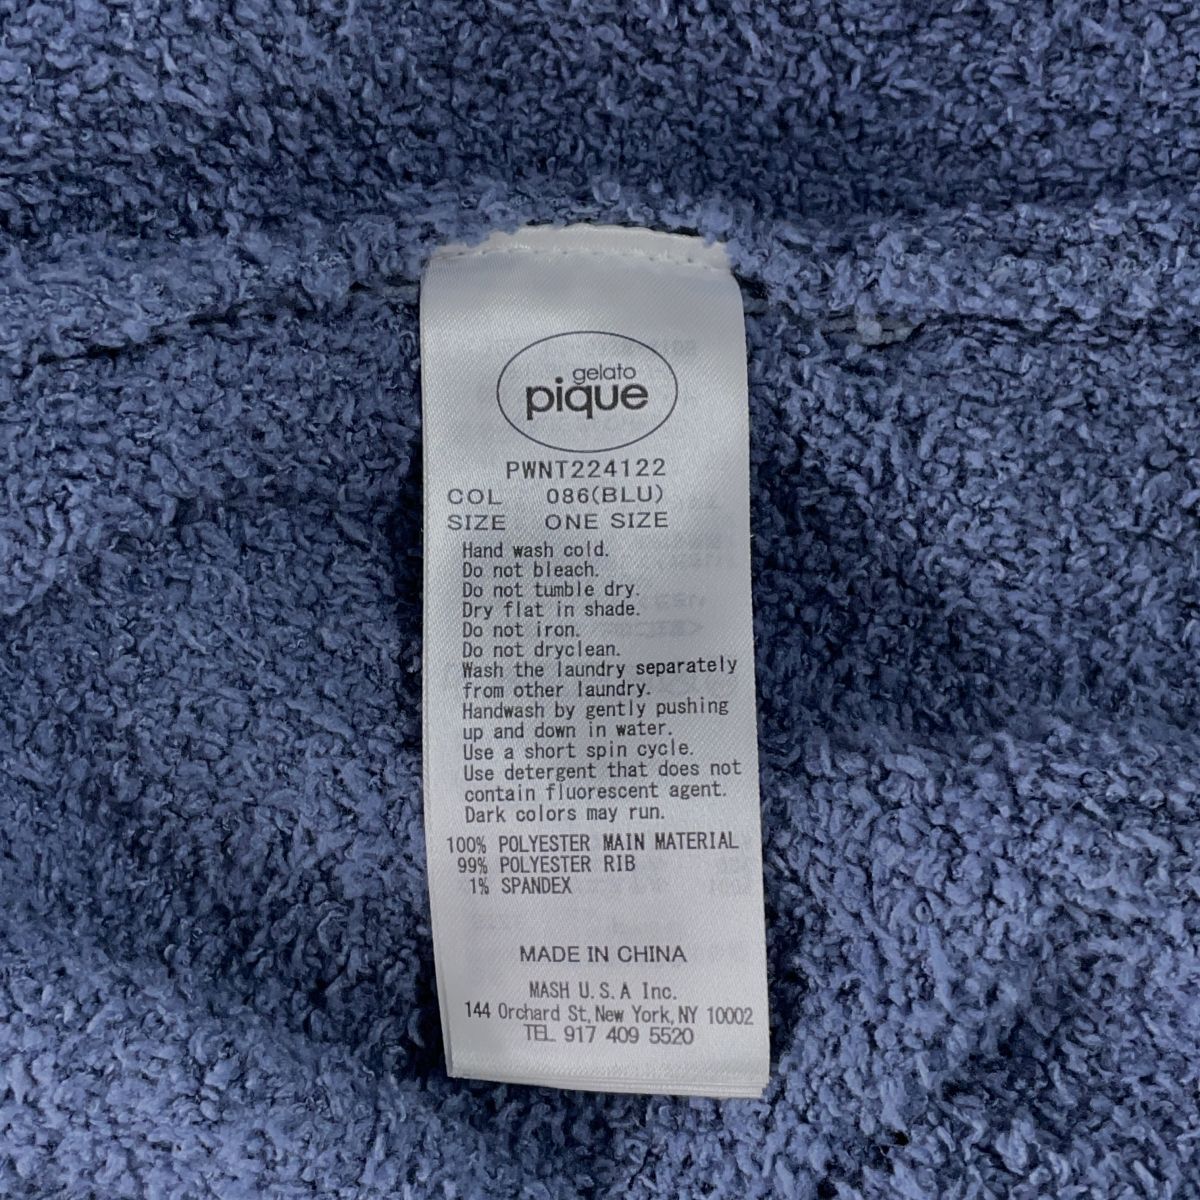 gelato
pique
PWNT224122
COL 086(BLU)
SIZE ONE SIZE
Hand wash cold.
Do not bleach.
Do not tumble dry.
Dry flat in shade.
Do not iron.
Do not dryclean.
Wash the laundry separately
from other laundry.
Handwash by gently pushing
up and down in water.
Use a short spin cycle.
Use detergent that does not
contain fluorescent agent.
Dark colors may run.
100% POLYESTER MAIN MATERIAL
99% POLYESTER RIB
1% SPANDEX
MADE IN CHINA
MASH U.S.A Inc.
144 Orchard St, New York, NY 10002
TEL 917 409 5520